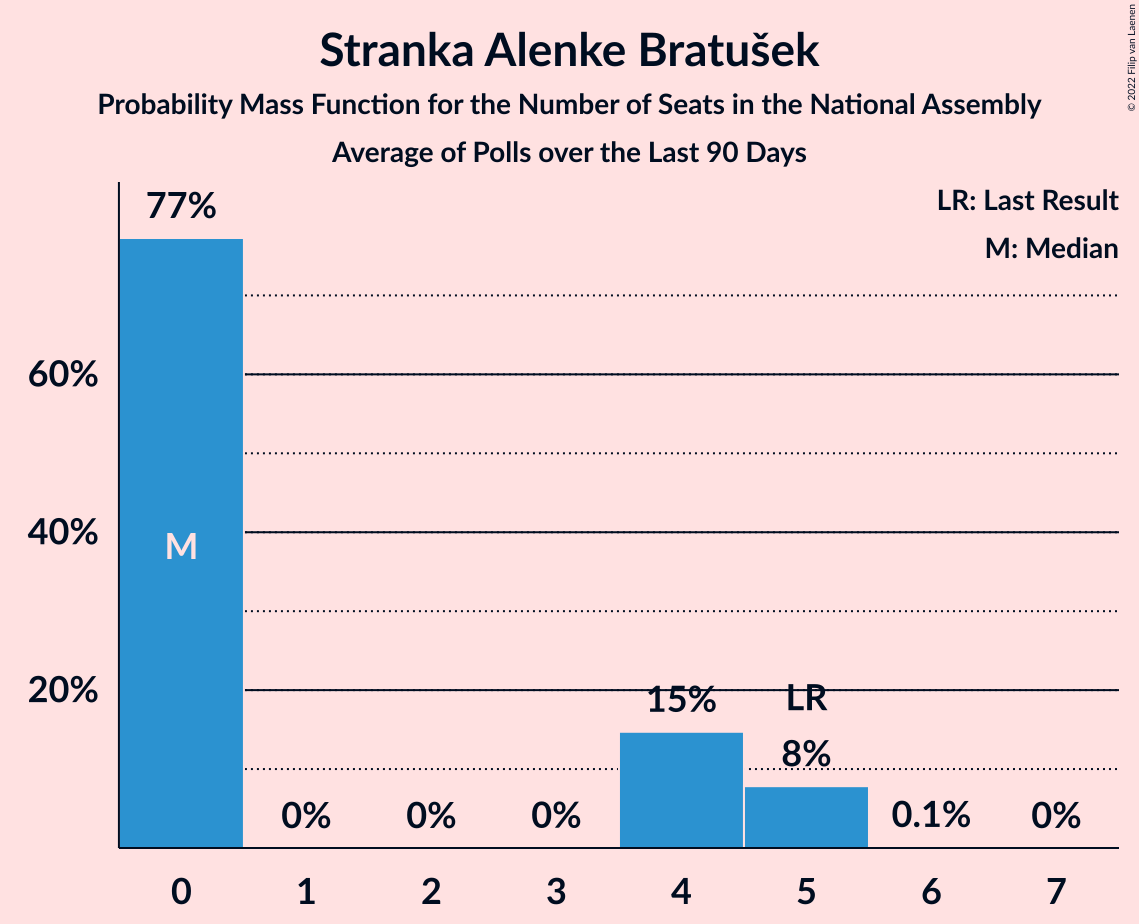 Stranka Alenke Bratušek
Probability Mass Function for the Number of Seats in the National Assembly
Average of Polls over the Last 90 Days
© 2022 Filip van Laenen
LR: Last Result
M: Median
77%
60%
40%
20%
M
0%
0%
0%
15%
LR
8%
0.1%
0%
0 1 2 3 4 5 6 7